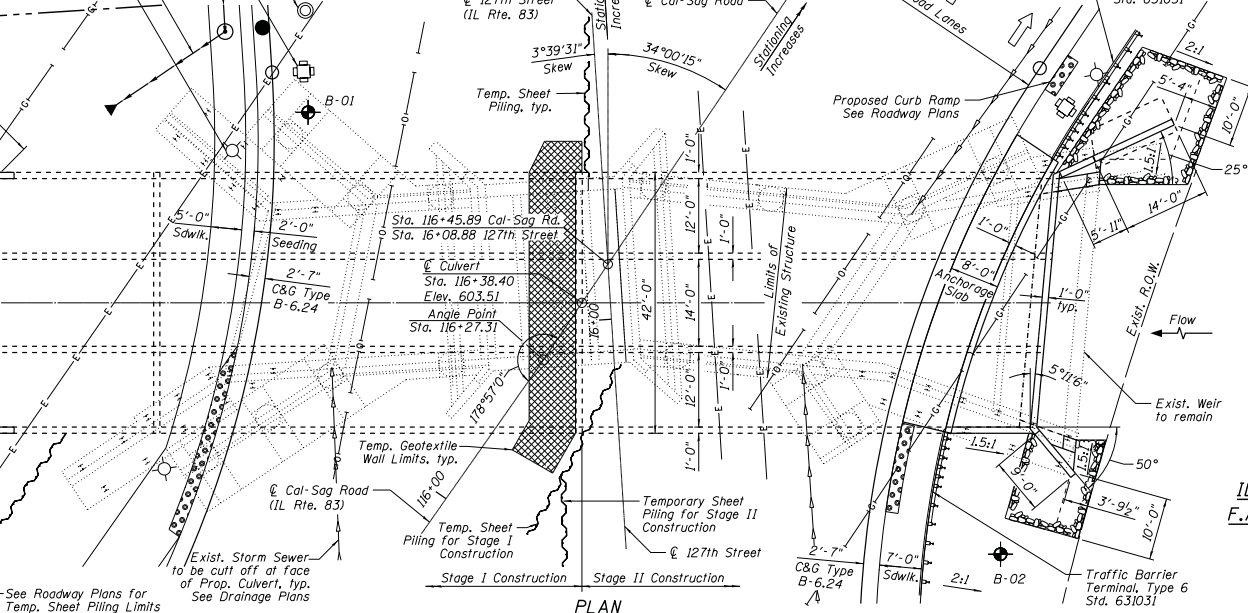 ℄ 127th Street
(IL Rte. 83)
℄ Cal-Sag Road
Std. 631031
3°39'31"
Skew
34°00'15"
Skew
Stationing
Increases
Temp. Sheet
Piling, typ.
B-01
Proposed Curb Ramp
See Roadway Plans
2:1
5'-4"
10'-0"
25°
1.5:1
14'-0"
5'-11"
1'-0"
12'-0"
1'-0"
5'-0"
Sdwlk.
2'-0"
Seeding
Sta. 116+45.89 Cal-Sag Rd.
Sta. 16+08.88 127th Street
2'-7"
C&G Type
B-6.24
℄ Culvert
Sta. 116+38.40
Elev. 603.51
Angle Point
Sta. 116+27.31
16+00
42'-0"
14'-0"
Limits of
Existing Structure
1'-0"
8'-0"
Anchorage
Slab
1'-0"
typ.
Exist. R.O.W.
Flow
1'-0"
12'-0"
1'-0"
178°57'0"
5°11'6"
Exist. Weir
to remain
Temp. Geotextile
Wall Limits, typ.
1.5:1
1.5:1
50°
9'-0"
3'-9½"
10'-0"
℄ Cal-Sag Road
(IL Rte. 83)
116+00
Temp. Sheet
Piling for Stage I
Construction
Temporary Sheet
Piling for Stage II
Construction
℄ 127th Street
Exist. Storm Sewer
to be cutt off at face
of Prop. Culvert, typ.
See Drainage Plans
2'-7"
C&G Type
B-6.24
7'-0"
Sdwlk.
2:1
B-02
Traffic Barrier
Terminal, Type 6
Std. 631031
Stage I Construction
Stage II Construction
See Roadway Plans for
Temp. Sheet Piling Limits
PLAN